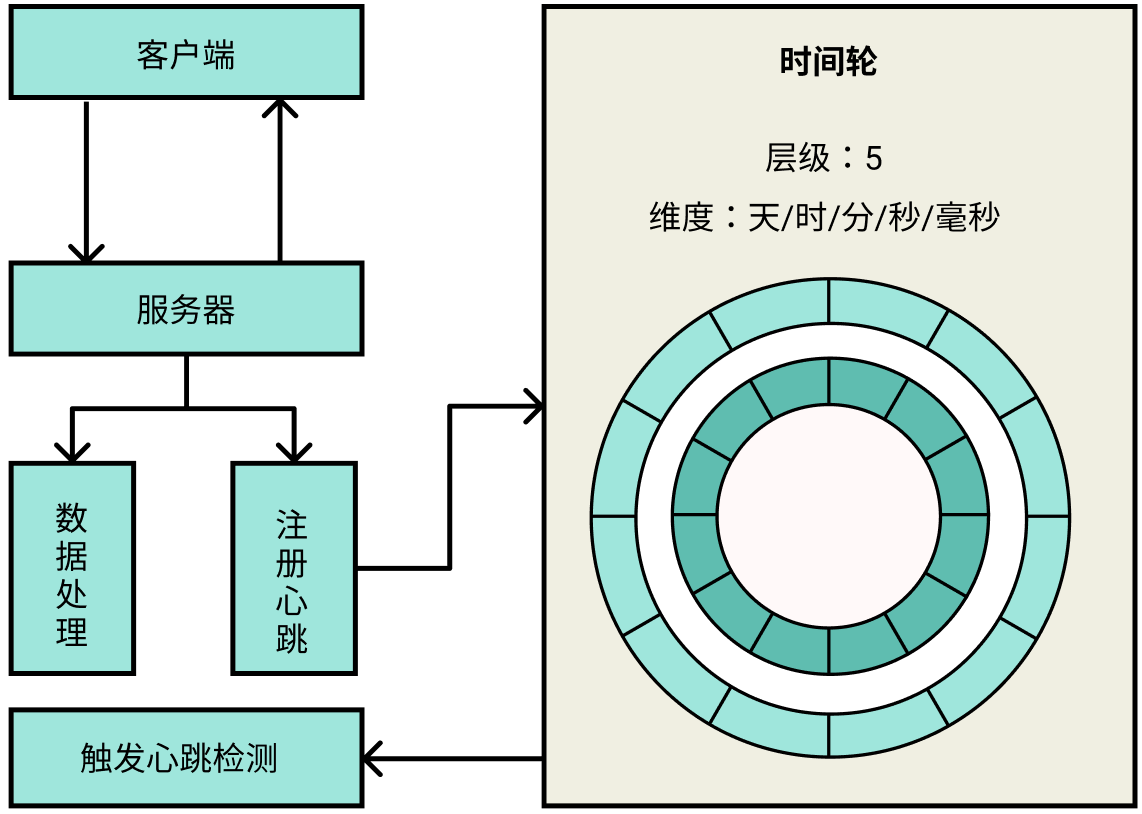 客户端
服务器
数据处理
注册心跳
触发心跳检测
时间轮
层级：5
维度：天/时/分/秒/毫秒